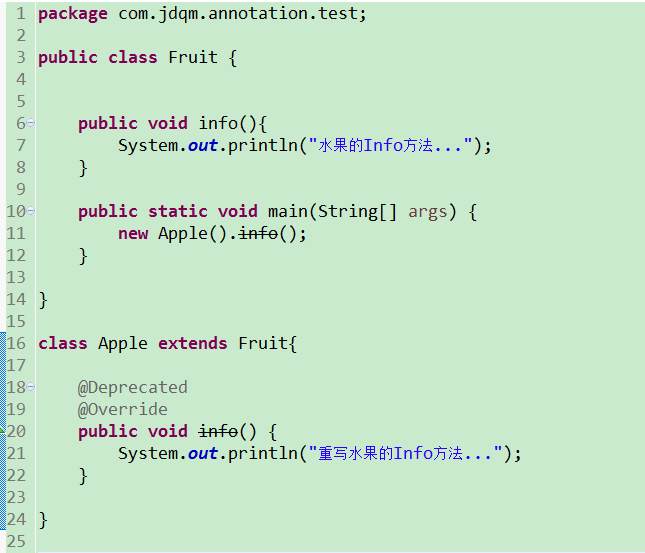 1 package com.jdqm.annotation.test;
2
3 public class Fruit {
4
5
6     public void info(){
7         System.out.println("水果的Info方法...");
8     }
9
10     public static void main(String[] args) {
11         new Apple().info();
12     }
13
14 }
15
16 class Apple extends Fruit{
17
18     @Deprecated
19     @Override
20     public void info() {
21         System.out.println("重写水果的Info方法...");
22     }
23
24 }
25